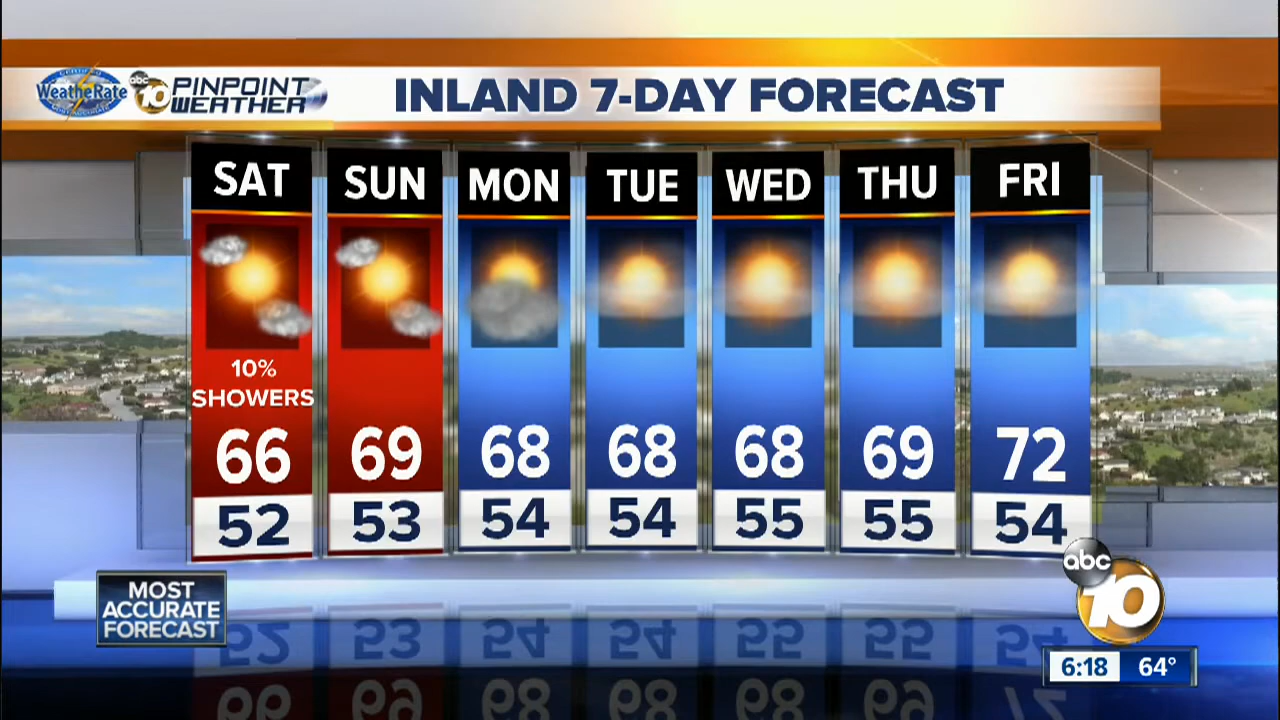 CERTIFIED
WeatheRate
abc
10
PINPOINT
WEATHER
INLAND 7-DAY FORECAST
SAT SUN MON TUE WED THU FRI
10%
SHOWERS
66 69 68 68 68 69 72
52 53 54 54 55 55 54
MOST
ACCURATE
FORECAST
abc
10
6:18 64°